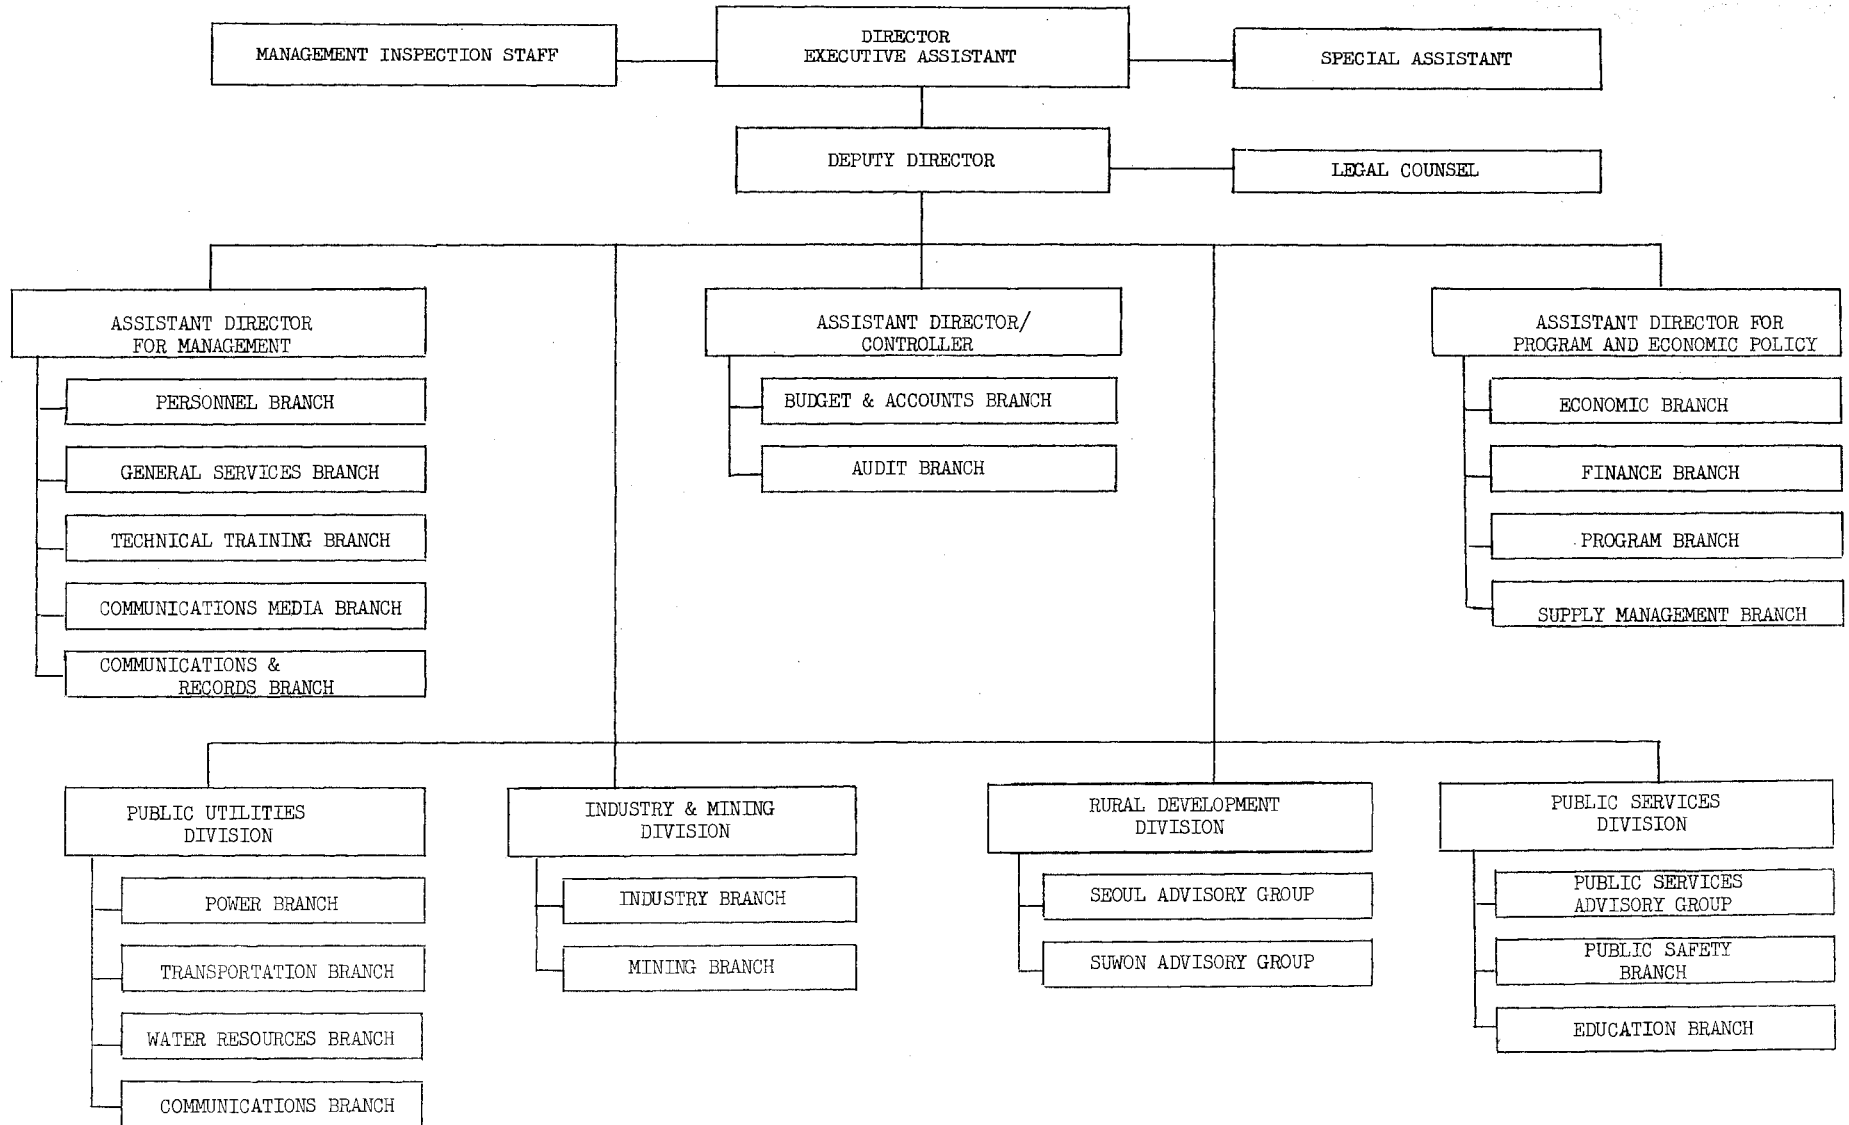 MANAGEMENT INSPECTION STAFF
DIRECTOR
EXECUTIVE ASSISTANT
SPECIAL ASSISTANT
DEPUTY DIRECTOR
LEGAL COUNSEL
ASSISTANT DIRECTOR
FOR MANAGEMENT
PERSONNEL BRANCH
GENERAL SERVICES BRANCH
TECHNICAL TRAINING BRANCH
COMMUNICATIONS MEDIA BRANCH
COMMUNICATIONS &
RECORDS BRANCH
ASSISTANT DIRECTOR/
CONTROLLER
BUDGET & ACCOUNTS BRANCH
AUDIT BRANCH
ASSISTANT DIRECTOR FOR
PROGRAM AND ECONOMIC POLICY
ECONOMIC BRANCH
FINANCE BRANCH
PROGRAM BRANCH
SUPPLY MANAGEMENT BRANCH
PUBLIC UTILITIES
DIVISION
POWER BRANCH
TRANSPORTATION BRANCH
WATER RESOURCES BRANCH
COMMUNICATIONS BRANCH
INDUSTRY & MINING
DIVISION
INDUSTRY BRANCH
MINING BRANCH
RURAL DEVELOPMENT
DIVISION
SEOUL ADVISORY GROUP
SUWON ADVISORY GROUP
PUBLIC SERVICES
DIVISION
PUBLIC SERVICES
ADVISORY GROUP
PUBLIC SAFETY
BRANCH
EDUCATION BRANCH